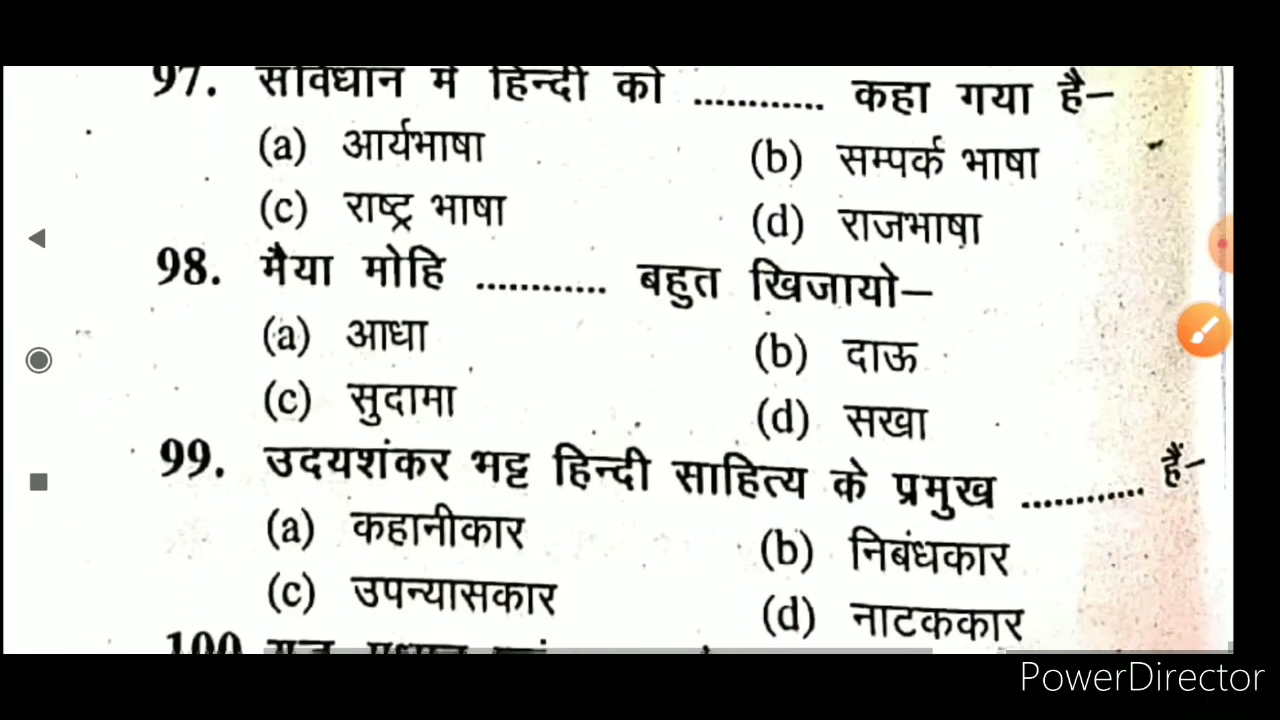 97. संविधान में हिन्दी को ............ कहा गया है–
(a) आर्यभाषा (b) सम्पर्क भाषा
(c) राष्ट्र भाषा (d) राजभाषा
98. मैया मोहि ............ बहुत खिजायो–
(a) आधा (b) दाऊ
(c) सुदामा (d) सखा
99. उदयशंकर भट्ट हिन्दी साहित्य के प्रमुख ............ हैं–
(a) कहानीकार (b) निबंधकार
(c) उपन्यासकार (d) नाटककार
100
PowerDirector